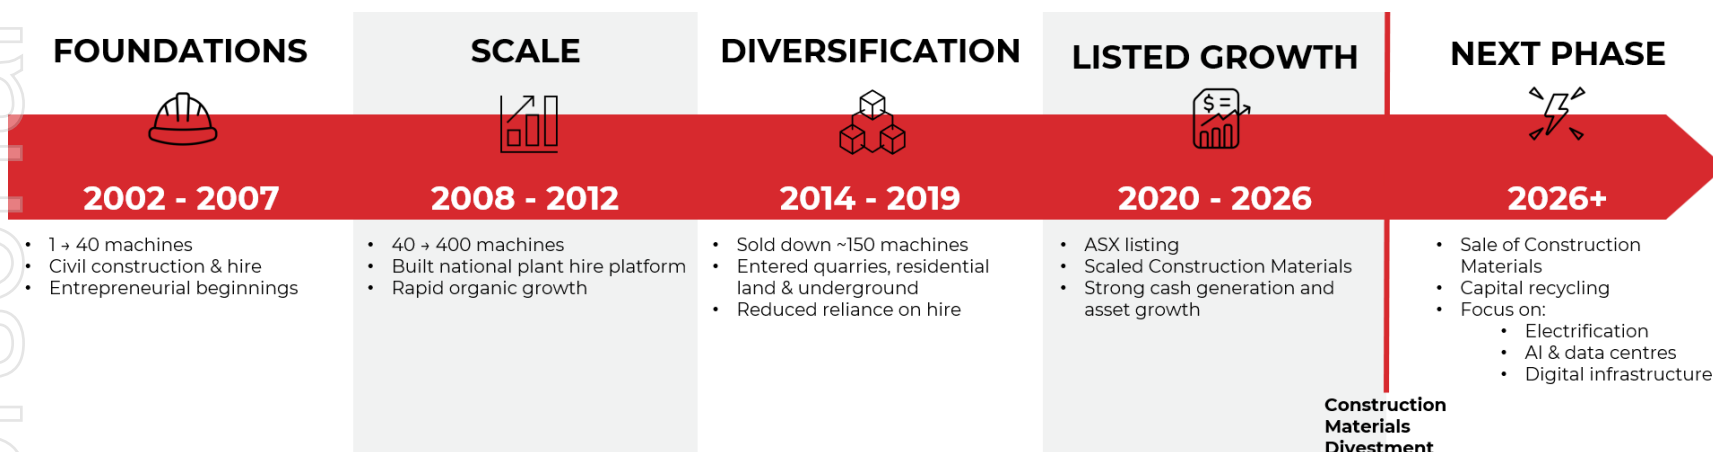 FOUNDATIONS
2002 - 2007
• 1 → 40 machines
• Civil construction & hire
• Entrepreneurial beginnings
SCALE
2008 - 2012
• 40 → 400 machines
• Built national plant hire platform
• Rapid organic growth
DIVERSIFICATION
2014 - 2019
• Sold down ~150 machines
• Entered quarries, residential
land & underground
• Reduced reliance on hire
LISTED GROWTH
$
2020 - 2026
• ASX listing
• Scaled Construction Materials
• Strong cash generation and
asset growth
NEXT PHASE
2026+
• Sale of Construction
Materials
• Capital recycling
• Focus on:
• Electrification
• AI & data centres
• Digital infrastructure
Construction
Materials
Divestment